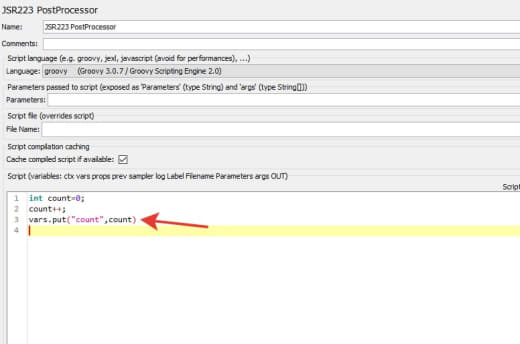 JSR223 PostProcessor
Name: JSR223 PostProcessor
Comments:
Script language (e.g. groovy, jexl, javascript (avoid for performances), ...)
Language: groovy (Groovy 3.0.7 / Groovy Scripting Engine 2.0)
Parameters passed to script (exposed as 'Parameters' (type String) and 'args' (type String[]))
Parameters:
Script file (overrides script)
File Name:
Script compilation caching
Cache compiled script if available:
Script (variables: ctx vars props prev sampler log Label Filename Parameters args OUT)
Script
1 int count=0;
2 count++;
3 vars.put("count",count)
4